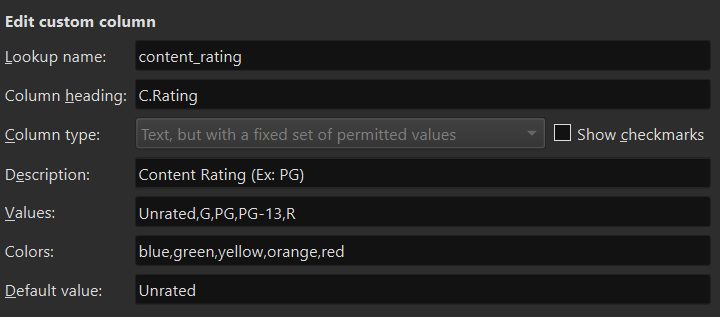 Edit custom column
Lookup name: content_rating
Column heading: C.Rating
Column type: Text, but with a fixed set of permitted values Show checkmarks
Description: Content Rating (Ex: PG)
Values: Unrated,G,PG,PG-13,R
Colors: blue,green,yellow,orange,red
Default value: Unrated